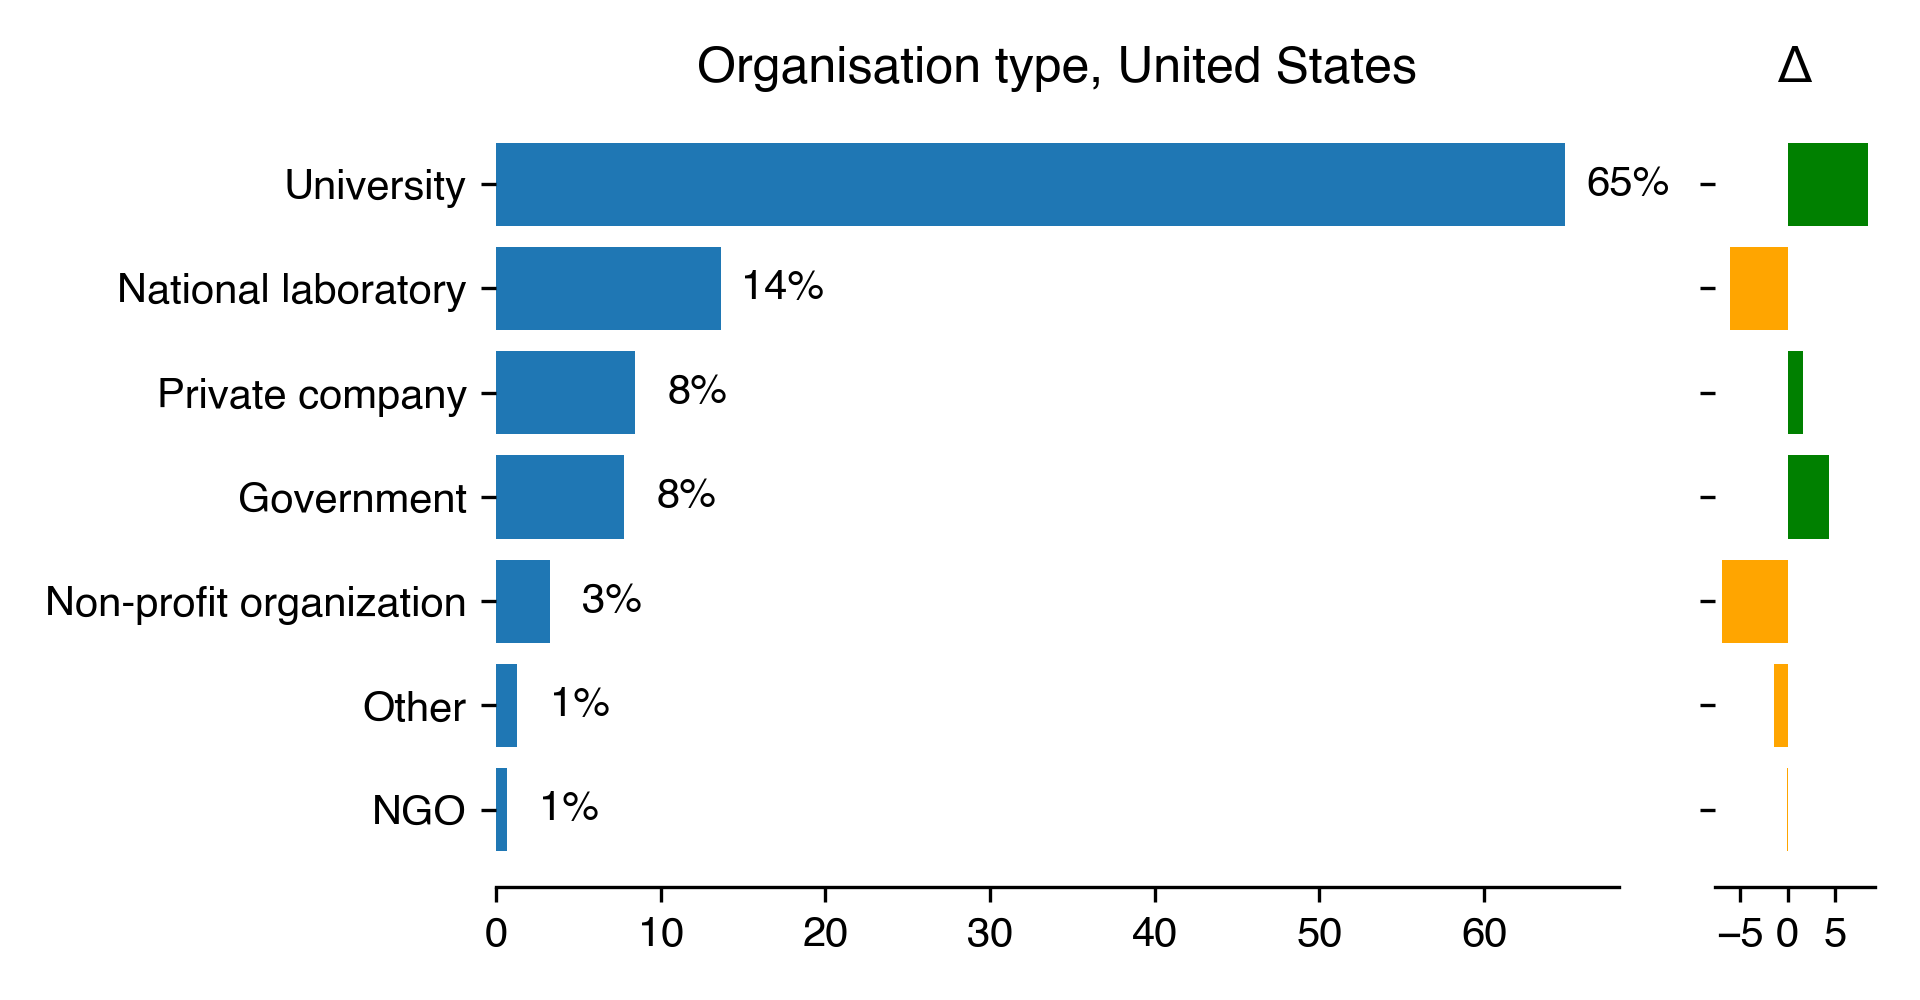 Organisation type, United States Δ
University 65%
National laboratory 14%
Private company 8%
Government 8%
Non-profit organization 3%
Other 1%
NGO 1%
0 10 20 30 40 50 60 −5 0 5